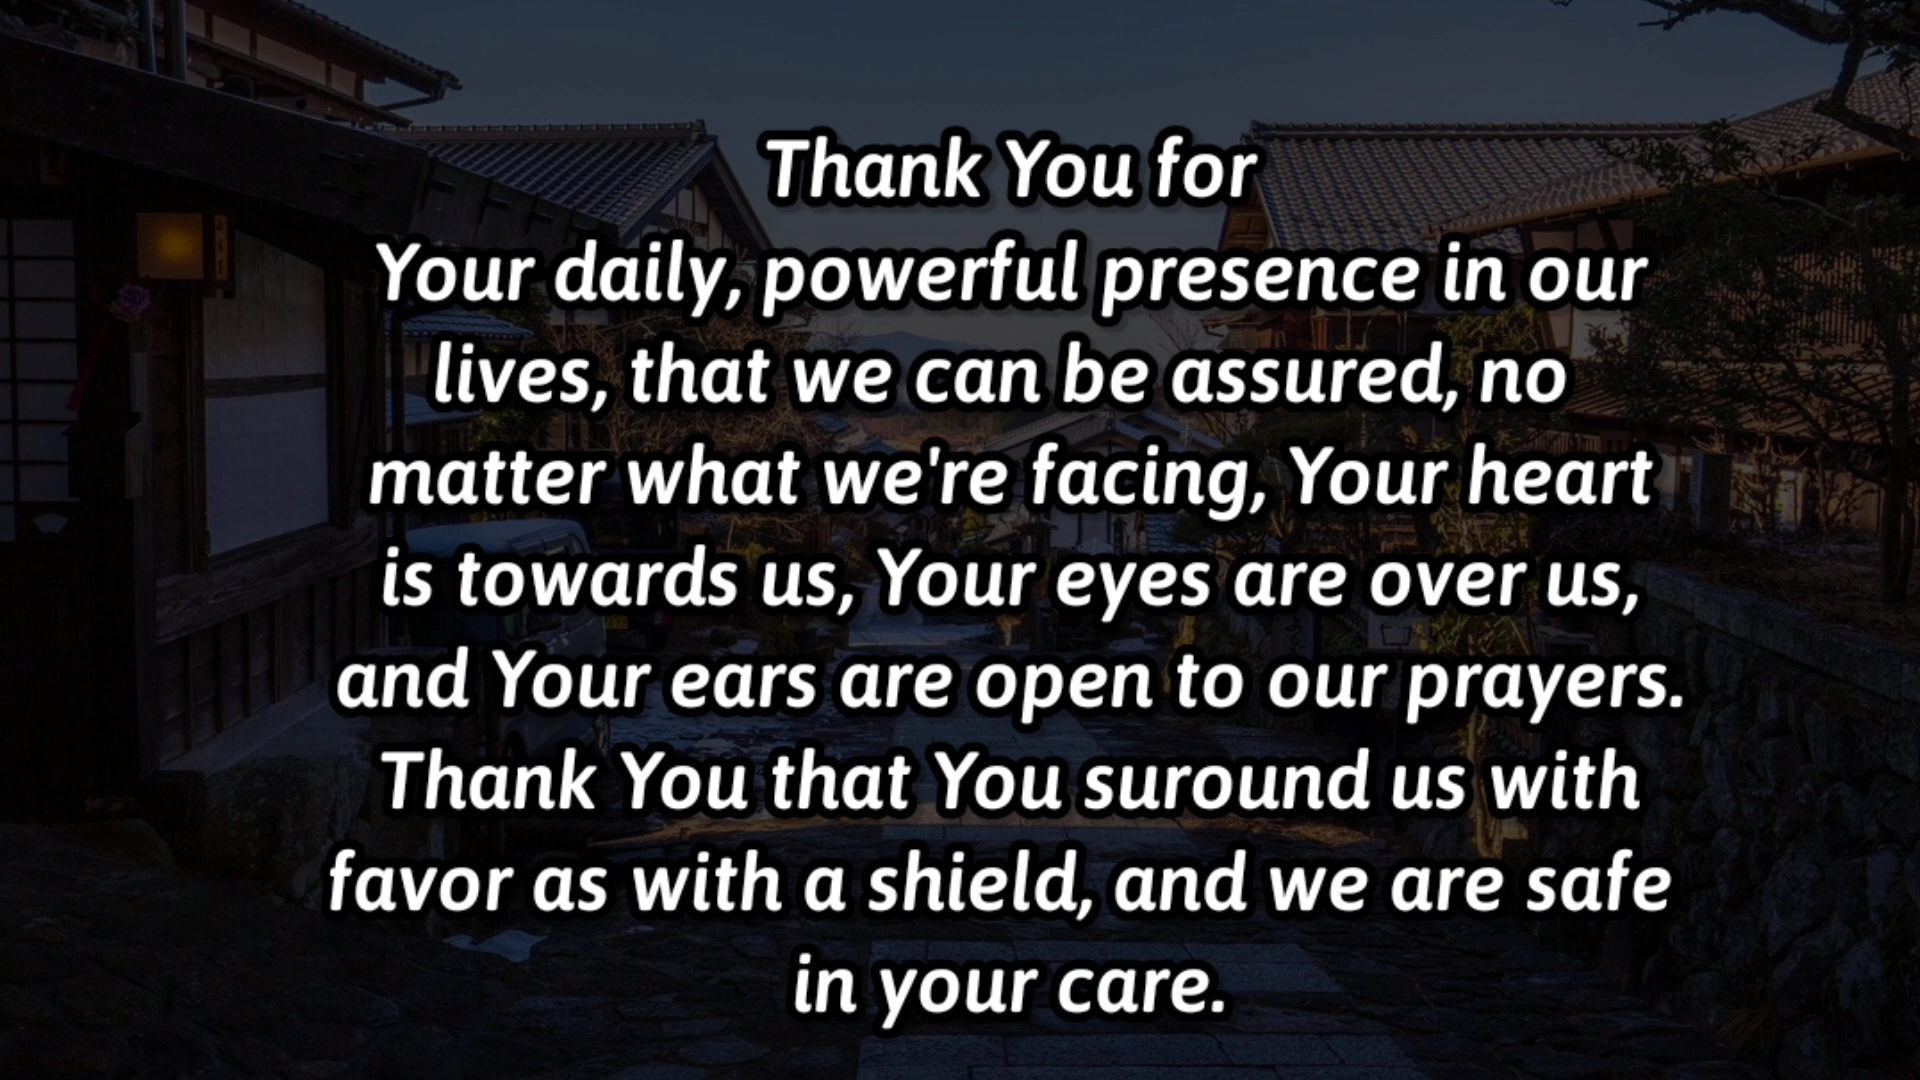 Thank You for
Your daily, powerful presence in our
lives, that we can be assured, no
matter what we're facing, Your heart
is towards us, Your eyes are over us,
and Your ears are open to our prayers.
Thank You that You suround us with
favor as with a shield, and we are safe
in your care.